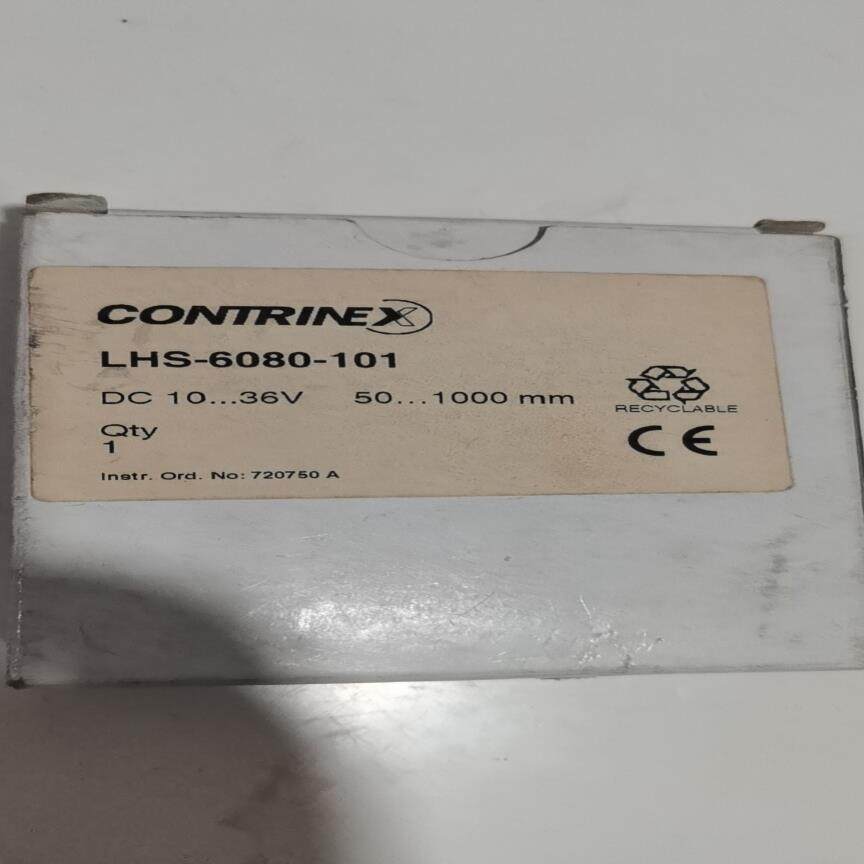 CONTRINEX
LHS-6080-101
DC 10...36V 50...1000 mm
RECYCLABLE
Qty
1
CE
Instr. Ord. No: 720750 A